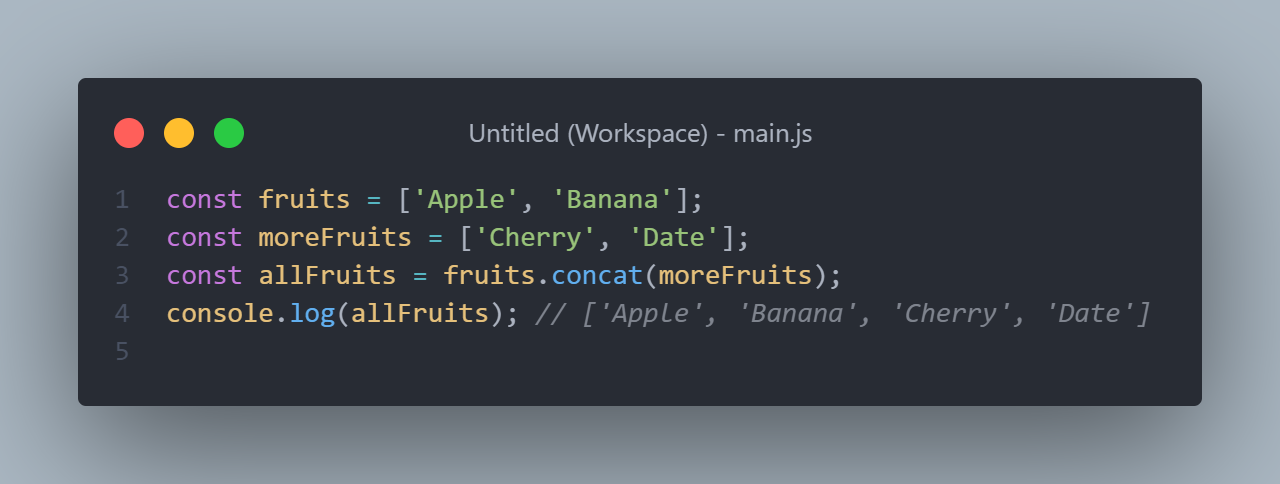 Untitled (Workspace) - main.js
1 const fruits = ['Apple', 'Banana'];
2 const moreFruits = ['Cherry', 'Date'];
3 const allFruits = fruits.concat(moreFruits);
4 console.log(allFruits); // ['Apple', 'Banana', 'Cherry', 'Date']
5